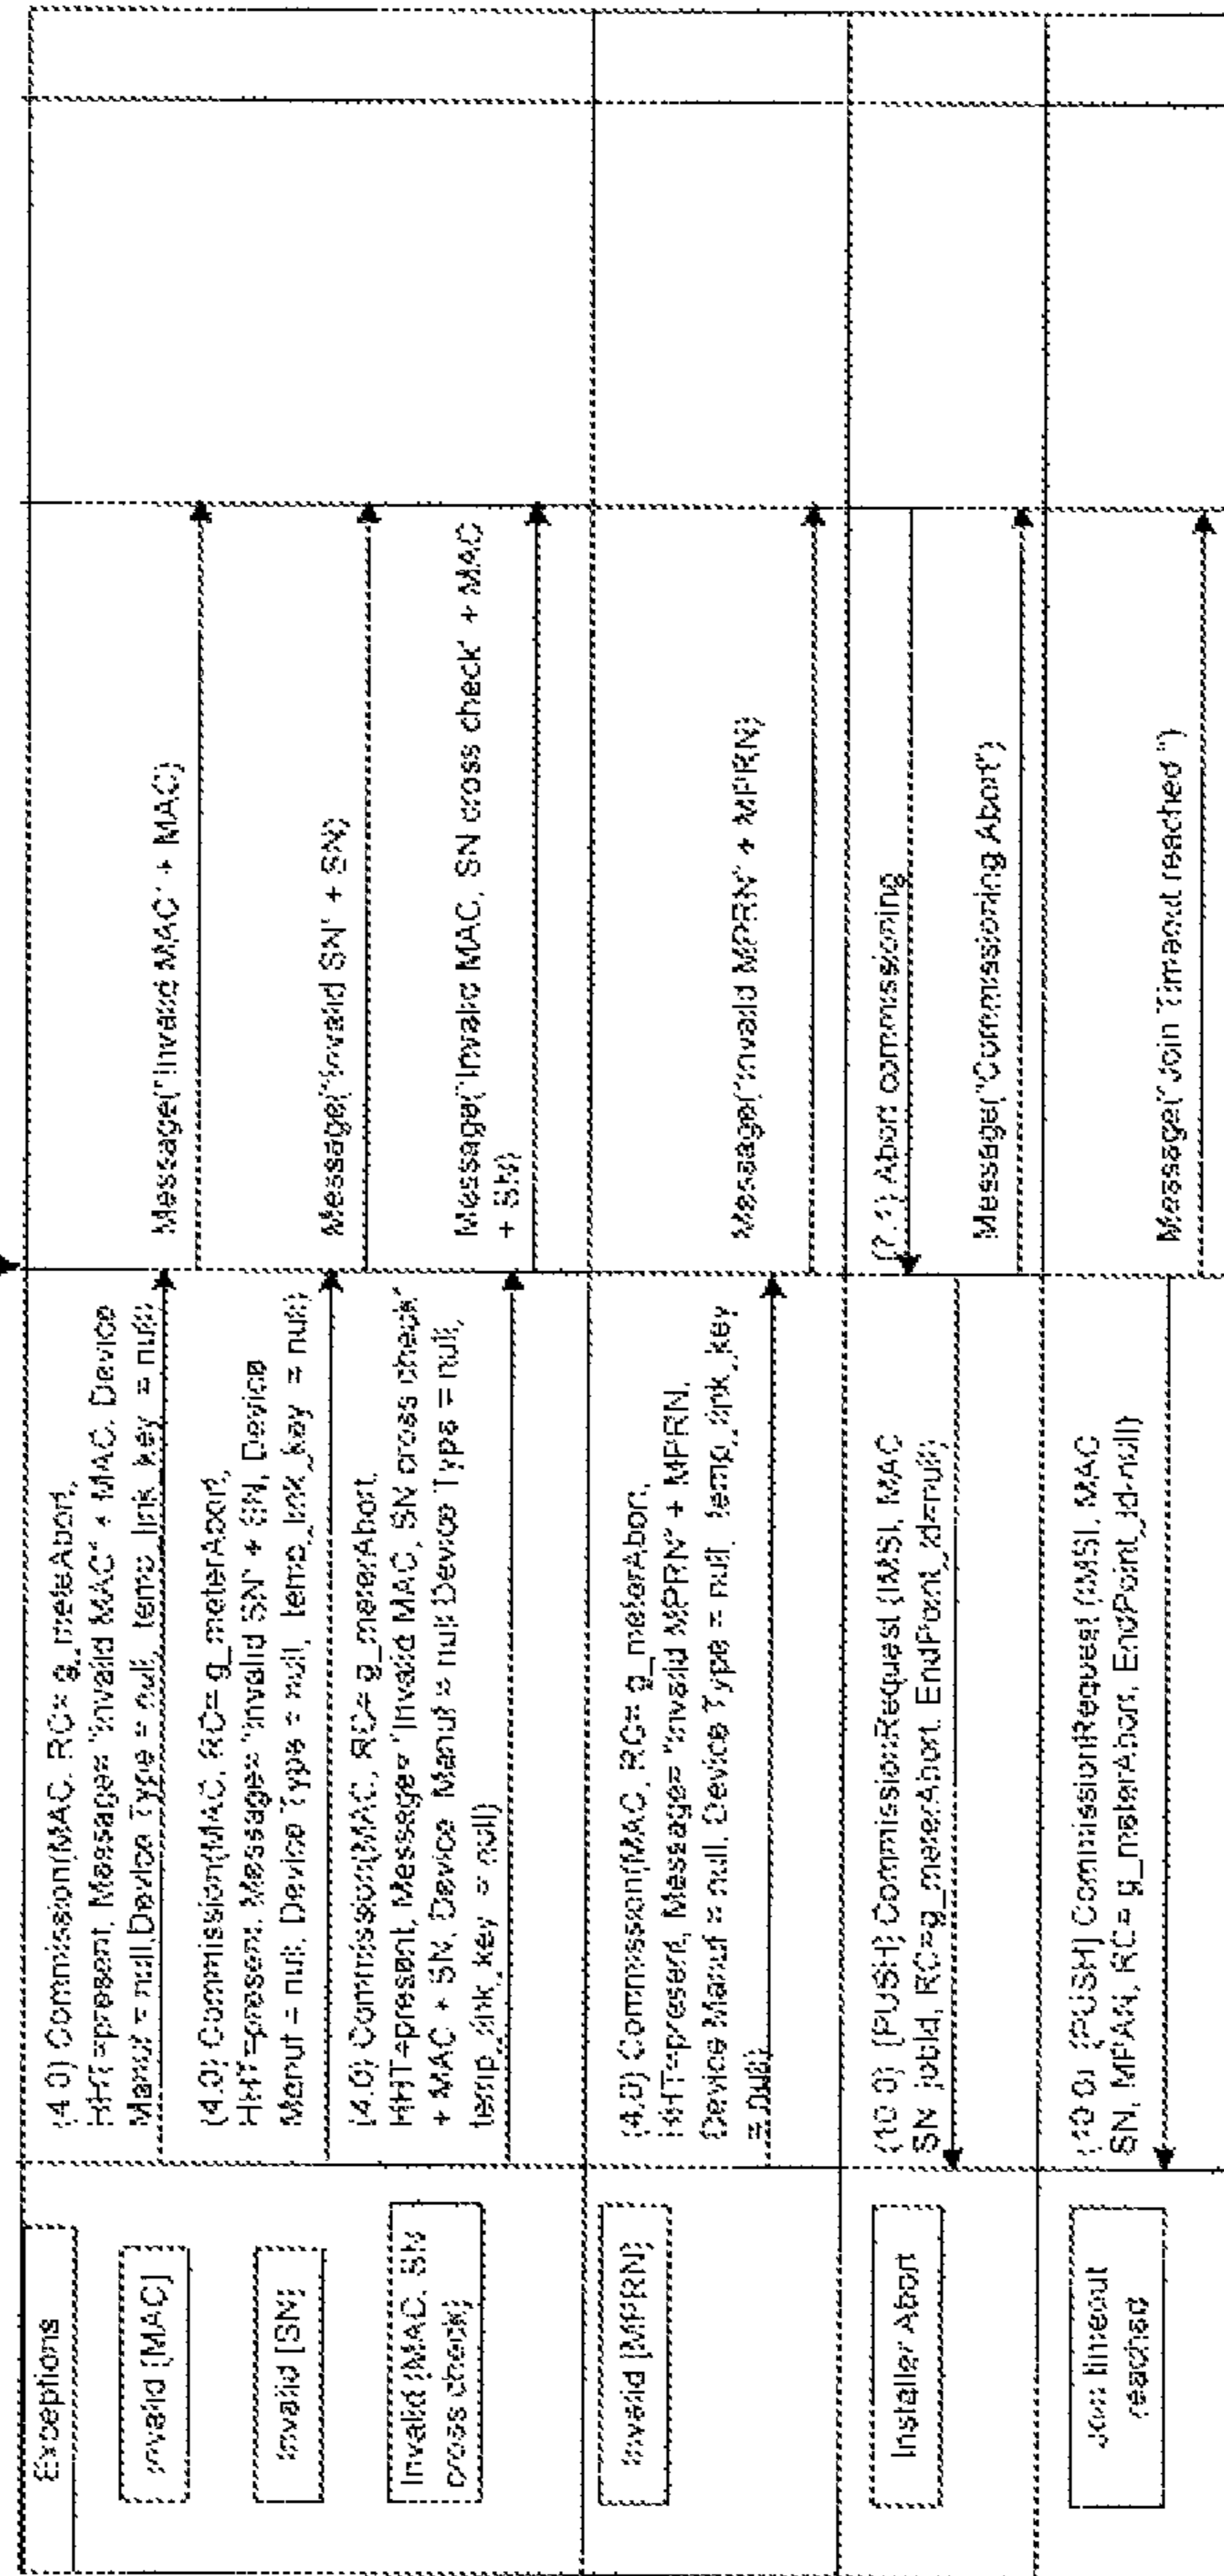 Exceptions
Invalid [MAC]
(4.0) Commission(MAC, RC= g_meteAbort,
HHT=present, Message= "Invalid MAC" + MAC, Device
Manuf = null,Device Type = null, temp_link_key = null)
Message("Invalid MAC" + MAC)
Invalid [SN]
(4.0) Commission(MAC, RC= g_meterAbort,
HHT=present, Message= "Invalid SN" + SN, Device
Manuf = null, Device Type = null, temp_link_key = null)
Message("Invalid SN" + SN)
Invalid [MAC, SN
cross check]
(4.0) Commission(MAC, RC= g_meterAbort,
HHT=present, Message= "Invalid MAC, SN cross check"
+ MAC + SN, Device Manuf = null Device Type = null,
temp_link_key = null)
Message("Invalid MAC, SN cross check" + MAC
+ SN)
Invalid [MPRN]
(4.0) Commission(MAC, RC= g_meterAbort,
HHT=present, Message= "Invalid MPRN" + MPRN,
Device Manuf = null, Device Type = null, temp_link_key
= null)
Message("Invalid MPRN" + MPRN)
Installer Abort
(7.1) Abort commissioning
(10.0) [PUSH] CommissionRequest (IMSI, MAC
SN, jobId, RC=g_meterAbort, EndPoint_id=null)
Message("Commissioning Abort")
Join timeout
reached
(10.0) [PUSH] CommissionRequest (IMSI, MAC
SN, MPAN, RC= g_meterAbort, EndPoint_id-null)
Message("Join Timeout reached ")